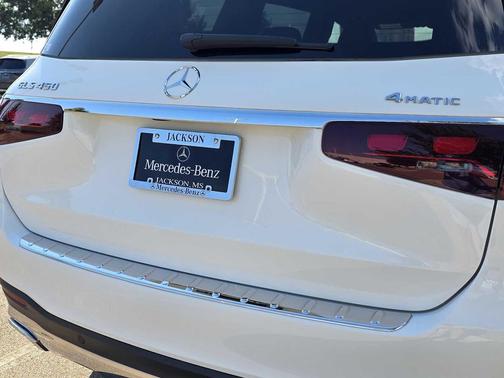 GLS 450
4MATIC
JACKSON
Mercedes-Benz
JACKSON, MS
Mercedes-Benz